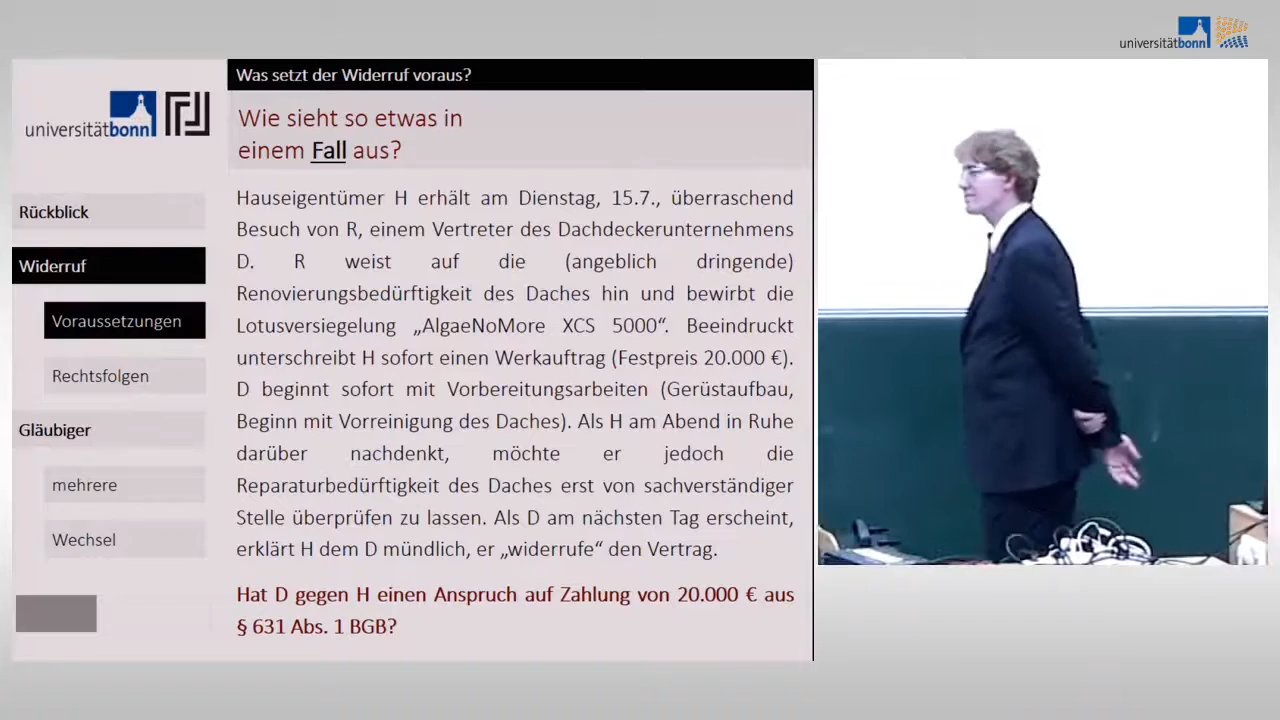 universitätbonn
Was setzt der Widerruf voraus?
universitätbonn
Wie sieht so etwas in
einem Fall aus?
Rückblick
Widerruf
Voraussetzungen
Rechtsfolgen
Gläubiger
mehrere
Wechsel
Hauseigentümer H erhält am Dienstag, 15.7., überraschend
Besuch von R, einem Vertreter des Dachdeckerunternehmens
D. R weist auf die (angeblich dringende)
Renovierungsbedürftigkeit des Daches hin und bewirbt die
Lotusversiegelung „AlgaeNoMore XCS 5000“. Beeindruckt
unterschreibt H sofort einen Werkauftrag (Festpreis 20.000 €).
D beginnt sofort mit Vorbereitungsarbeiten (Gerüstaufbau,
Beginn mit Vorreinigung des Daches). Als H am Abend in Ruhe
darüber nachdenkt, möchte er jedoch die
Reparaturbedürftigkeit des Daches erst von sachverständiger
Stelle überprüfen zu lassen. Als D am nächsten Tag erscheint,
erklärt H dem D mündlich, er „widerrufe“ den Vertrag.
Hat D gegen H einen Anspruch auf Zahlung von 20.000 € aus
§ 631 Abs. 1 BGB?